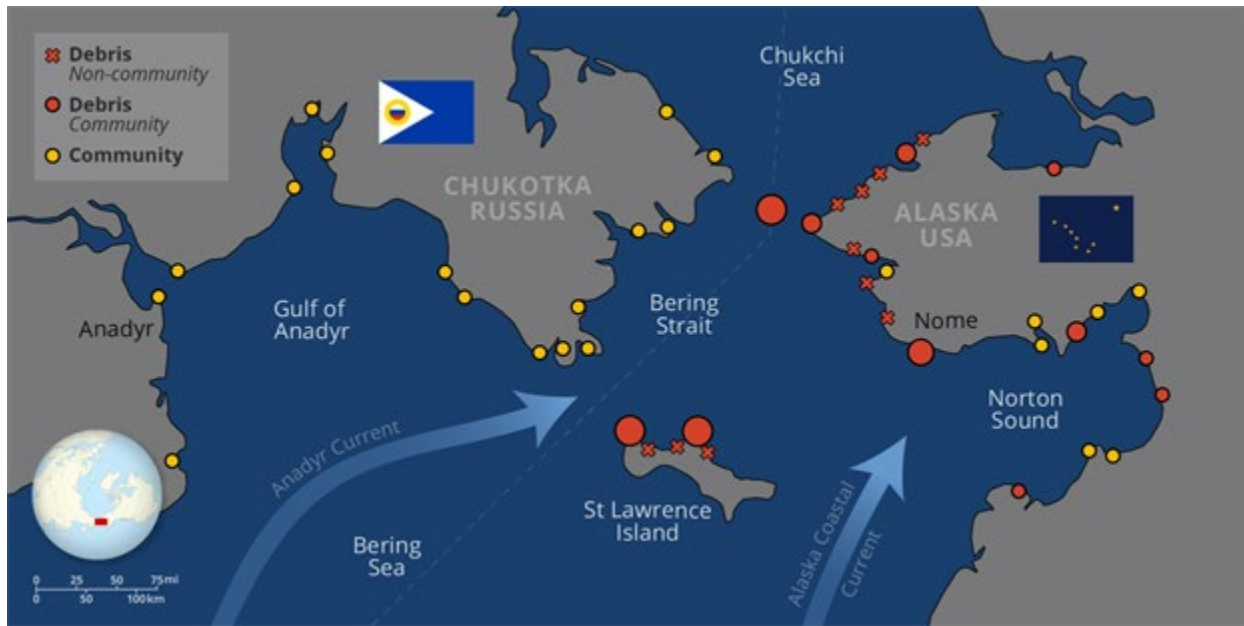 Debris
Non-community
Debris
Community
Community
Chukchi
Sea
CHUKOTKA
RUSSIA
ALASKA
USA
Gulf of
Anadyr
Anadyr
Bering
Strait
Nome
Norton
Sound
Anadyr Current
St Lawrence
Island
Bering
Sea
Alaska Coastal
Current
0 25 50 75mi
0 50 100km